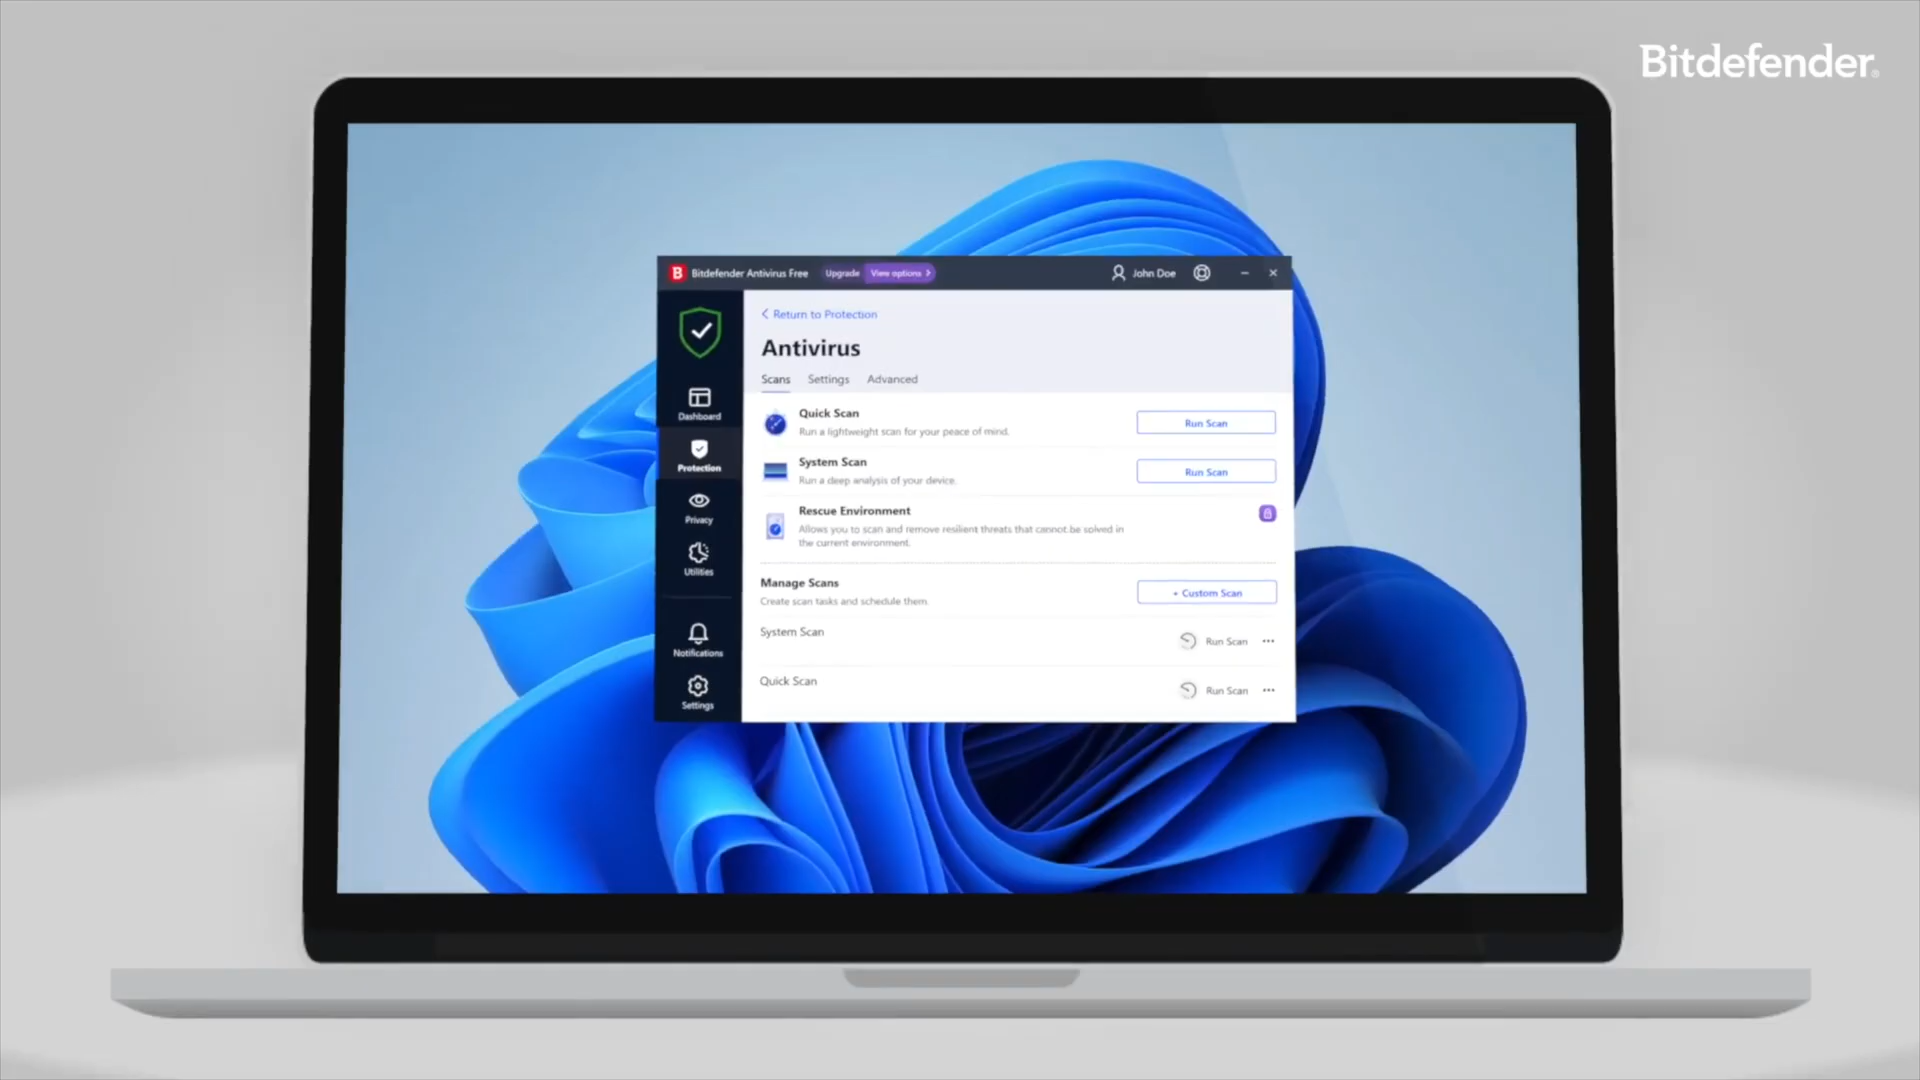 Bitdefender
B Bitdefender Antivirus Free Upgrade View options John Doe
Return to Protection
Antivirus
Scans Settings Advanced
Dashboard
Protection
Privacy
Utilities
Notifications
Settings
Quick Scan
Run a lightweight scan for your peace of mind.
Run Scan
System Scan
Run a deep analysis of your device.
Run Scan
Rescue Environment
Allows you to scan and remove resilient threats that cannot be solved in
the current environment.
Manage Scans
Create scan tasks and schedule them.
+ Custom Scan
System Scan
Run Scan
Quick Scan
Run Scan